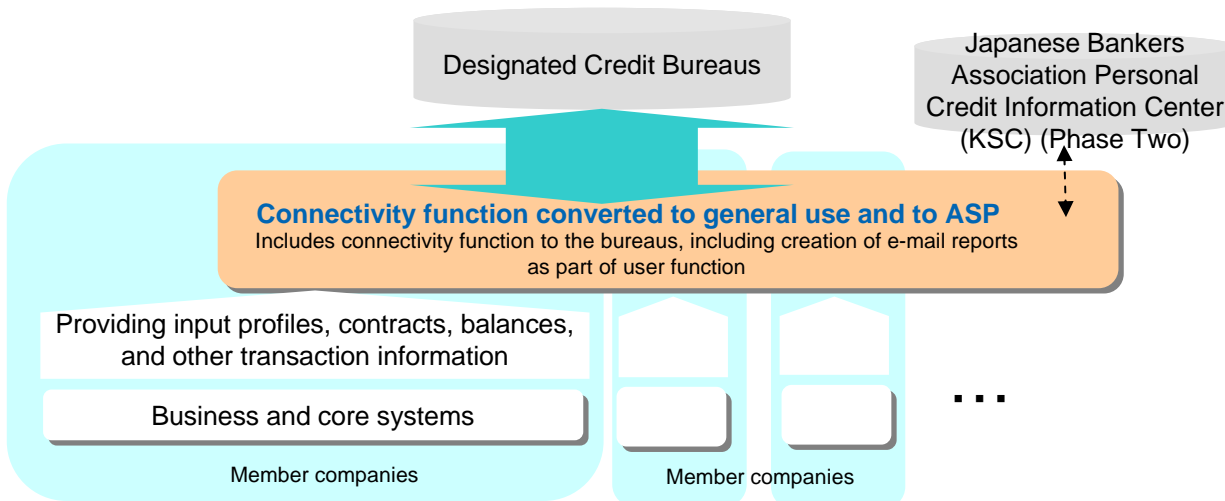 Designated Credit Bureaus
Japanese Bankers
Association Personal
Credit Information Center
(KSC) (Phase Two)
Connectivity function converted to general use and to ASP
Includes connectivity function to the bureaus, including creation of e-mail reports
as part of user function
Providing input profiles, contracts, balances,
and other transaction information
Business and core systems
...
Member companies
Member companies